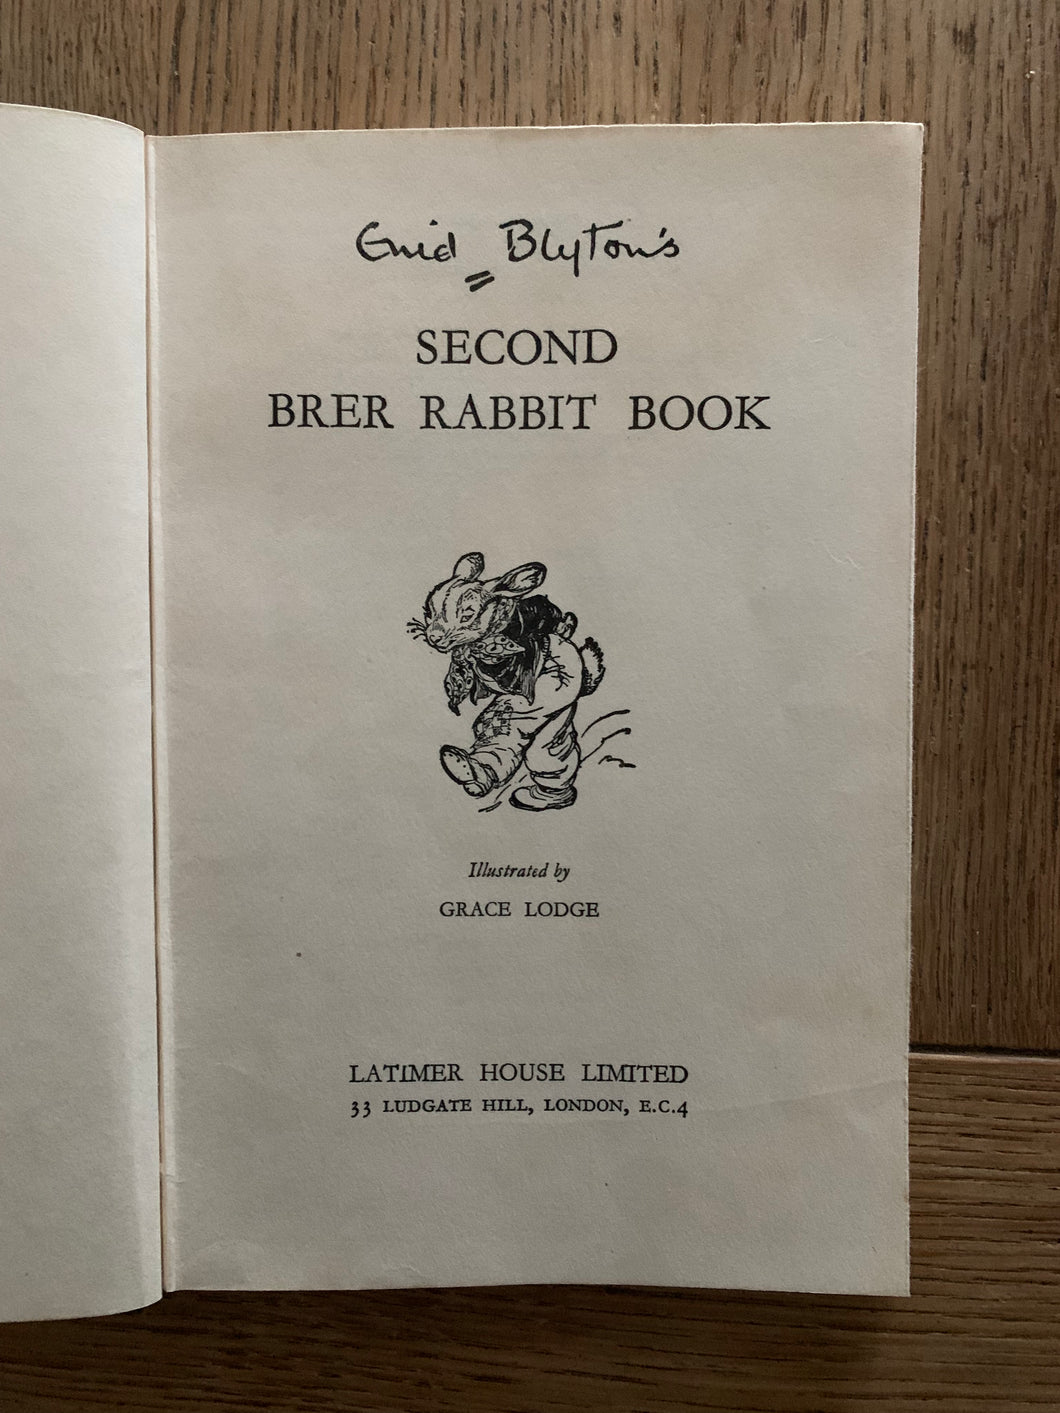 Enid Blyton's
SECOND
BRER RABBIT BOOK
Illustrated by
GRACE LODGE
LATIMER HOUSE LIMITED
33 LUDGATE HILL, LONDON, E.C.4